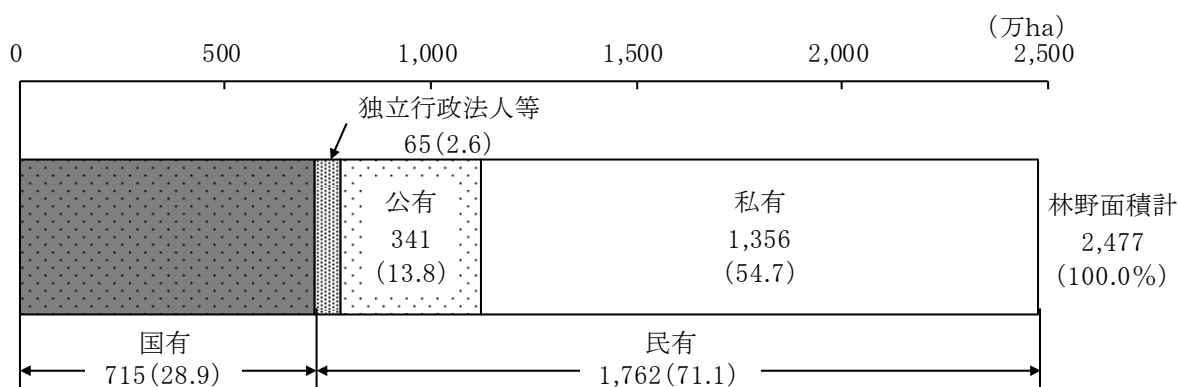 (万ha)
0 500 1,000 1,500 2,000 2,500
独立行政法人等
65(2.6)
公有
341
(13.8)
私有
1,356
(54.7)
林野面積計
2,477
(100.0%)
国有
715(28.9)
民有
1,762(71.1)